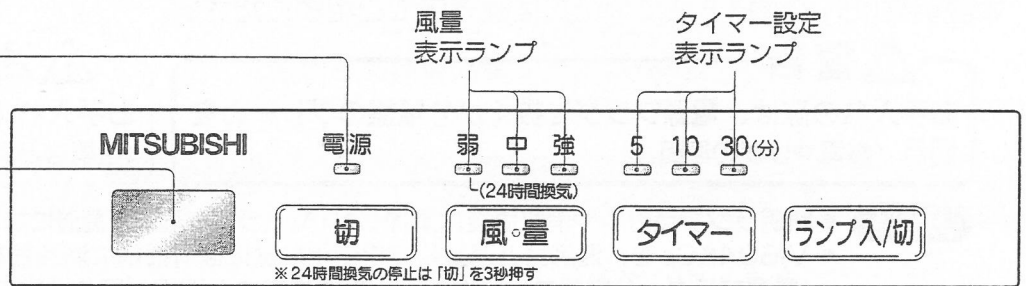 風量
表示ランプ
タイマー設定
表示ランプ
MITSUBISHI
電源
弱 中 強
5 10 30(分)
(24時間換気)
切
風量
タイマー
ランプ入/切
※24時間換気の停止は「切」を3秒押す